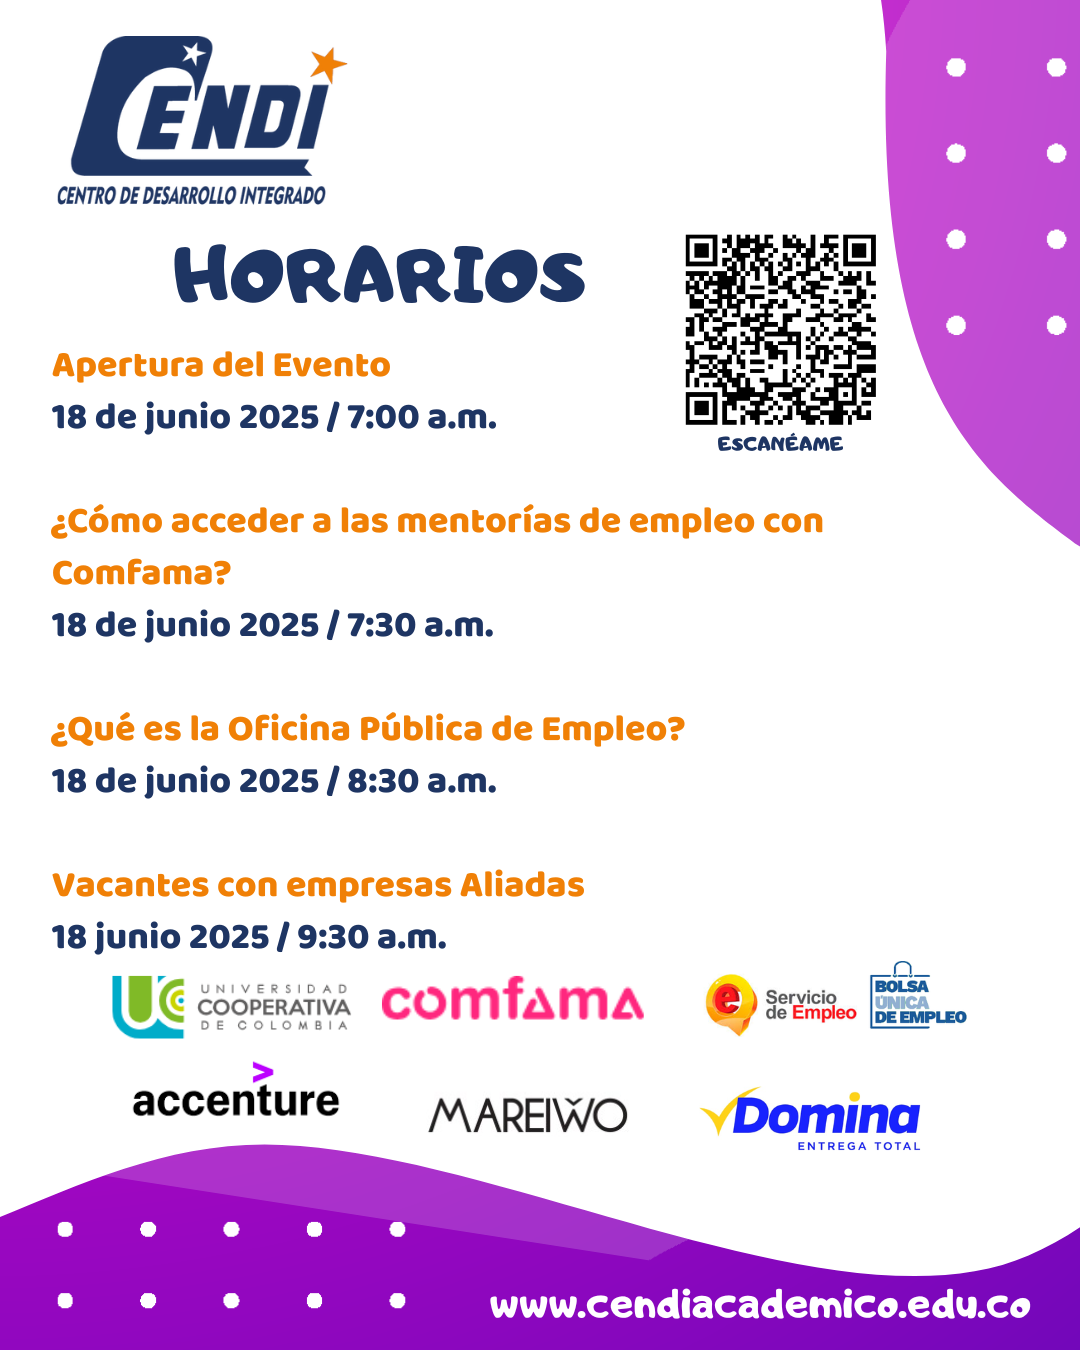 CENDI
CENTRO DE DESARROLLO INTEGRADO
HORARIOS
ESCANÉAME
Apertura del Evento
18 de junio 2025 / 7:00 a.m.
¿Cómo acceder a las mentorías de empleo con
Comfama?
18 de junio 2025 / 7:30 a.m.
¿Qué es la Oficina Pública de Empleo?
18 de junio 2025 / 8:30 a.m.
Vacantes con empresas Aliadas
18 junio 2025 / 9:30 a.m.
UCC
UNIVERSIDAD
COOPERATIVA
DE COLOMBIA
comfama
e
Servicio
de Empleo
BOLSA
ÚNICA
DE EMPLEO
accenture
MAREIWO
Domina
ENTREGA TOTAL
www.cendiacademico.edu.co